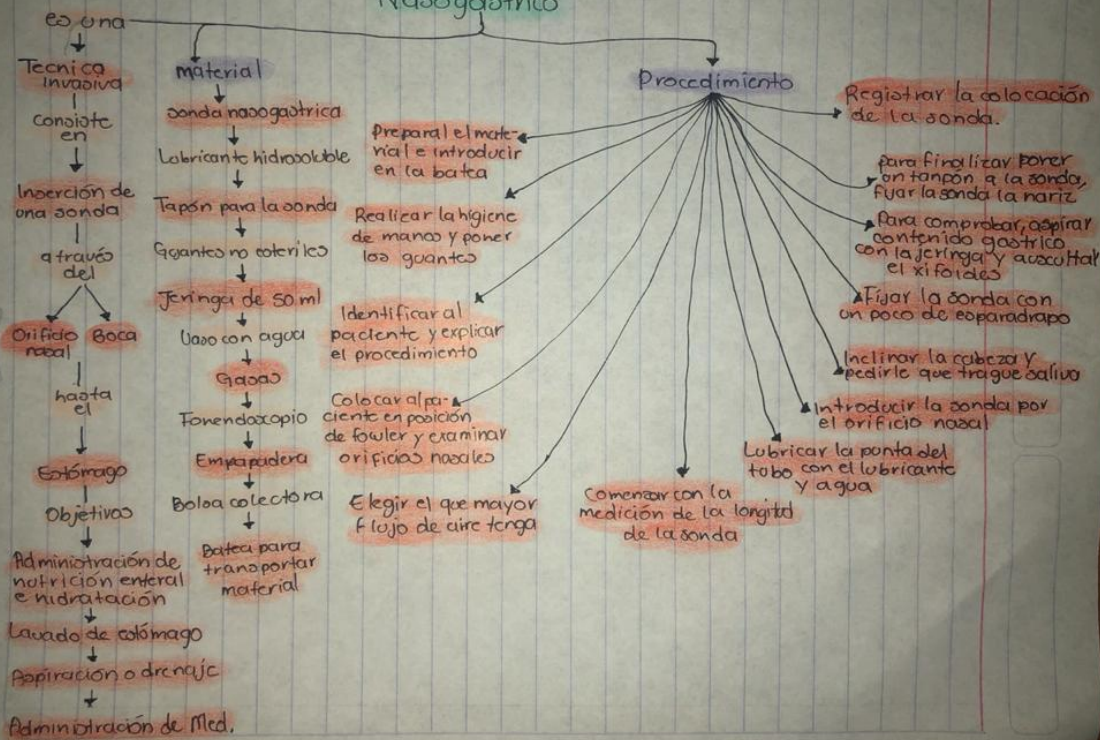 Nasogastrico
es una
Tecnica
invasiva
consiste
en
Inserción de
una sonda
a través
del
Orificio
nasal
Boca
hasta
el
Estómago
Objetivos
Administración de
nutrición enteral
e hidratación
Lavado de estómago
Aspiración o drenaje
Administración de Med.
material
sonda nasogastrica
Lubricante hidrosoluble
Tapón para la sonda
Guantes no esteriles
Jeringa de 50 ml
Vaso con agua
Gasas
Fonendoscopio
Empapadera
Bolsa colectora
Batea para
transportar
material
Procedimiento
Preparal el mate-
rial e introducir
en la batea
Realizar la higiene
de manos y poner
los guantes
Identificar al
paciente y explicar
el procedimiento
Colocar al pa-
ciente en posición
de fowler y examinar
orificios nasales
Elegir el que mayor
flujo de aire tenga
Comenzar con la
medición de la longitud
de la sonda
Lubricar la punta del
tubo con el lubricante
y agua
Introducir la sonda por
el orificio nasal
Inclinar la cabeza y
pedirle que trague saliva
Fijar la sonda con
un poco de esparadrapo
Para comprobar, aspirar
contenido gastrico
con la jeringa y auscultar
el xifoides
para finalizar poner
un tanpón a la sonda,
fijar la sonda la nariz
Registrar la colocación
de la sonda.